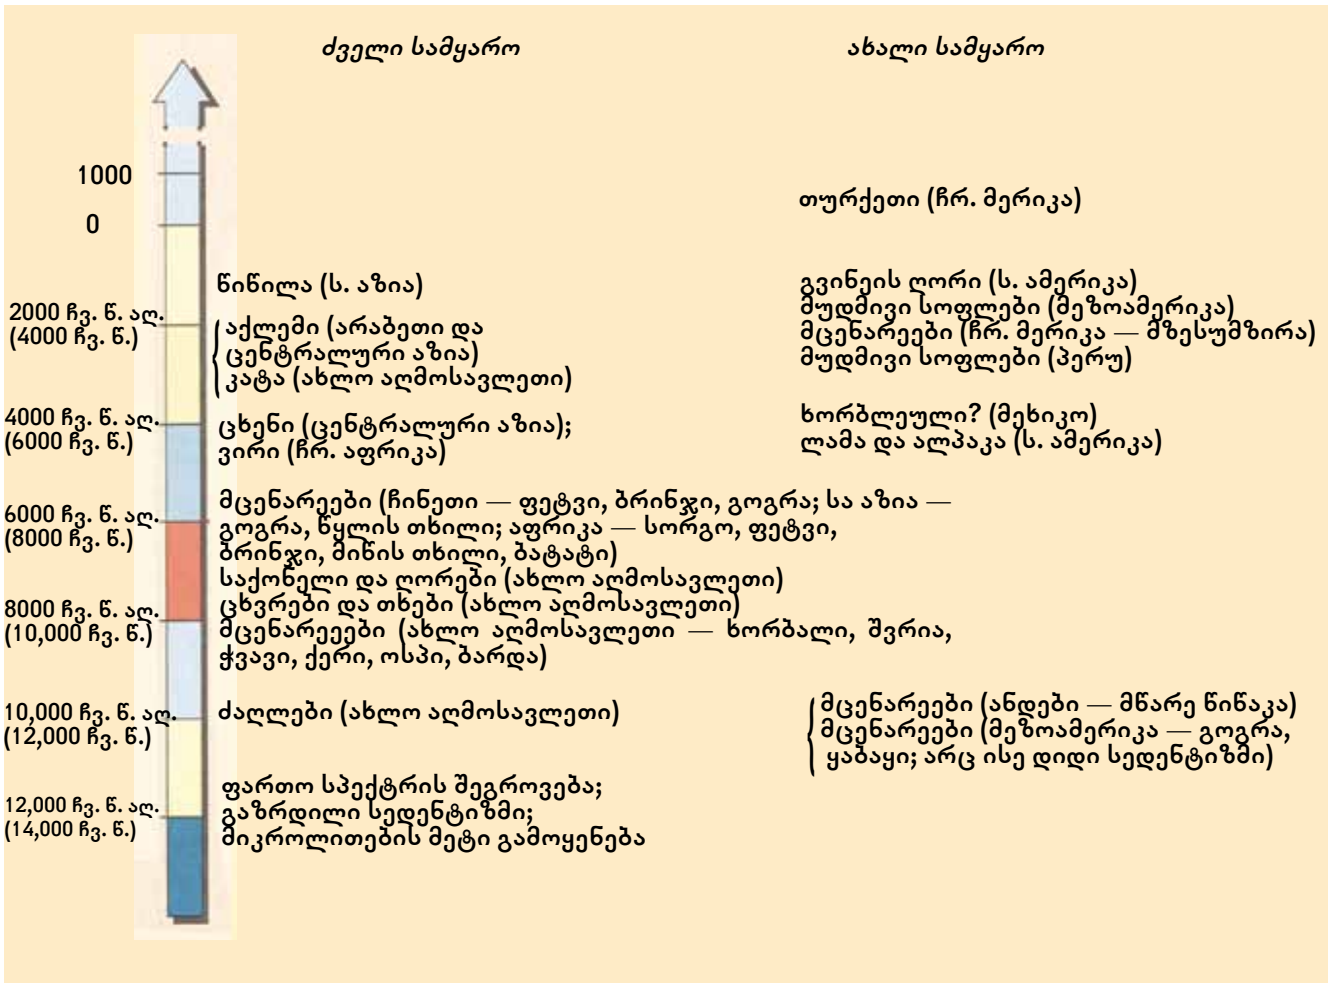 ძველი სამყარო
ახალი სამყარო
1000
0
2000 ჩვ. წ. აღ.
(4000 ჩვ. წ.)
4000 ჩვ. წ. აღ.
(6000 ჩვ. წ.)
6000 ჩვ. წ. აღ.
(8000 ჩვ. წ.)
8000 ჩვ. წ. აღ.
(10,000 ჩვ. წ.)
10,000 ჩვ. წ. აღ.
(12,000 ჩვ. წ.)
12,000 ჩვ. წ. აღ.
(14,000 ჩვ. წ.)
წიწილა (ს. აზია)
აქლემი (არაბეთი და
ცენტრალური აზია)
კატა (ახლო აღმოსავლეთი)
ცხენი (ცენტრალური აზია);
ვირი (ჩრ. აფრიკა)
მცენარეები (ჩინეთი — ფეტვი, ბრინჯი, გოგრა; სა აზია —
გოგრა, წყლის თხილი; აფრიკა — სორგო, ფეტვი,
ბრინჯი, მიწის თხილი, ბატატი)
საქონელი და ღორები (ახლო აღმოსავლეთი)
ცხვრები და თხები (ახლო აღმოსავლეთი)
მცენარეეები (ახლო აღმოსავლეთი — ხორბალი, შვრია,
ჭვავი, ქერი, ოსპი, ბარდა)
ძაღლები (ახლო აღმოსავლეთი)
ფართო სპექტრის შეგროვება;
გაზრდილი სედენტიზმი;
მიკროლითების მეტი გამოყენება
თურქეთი (ჩრ. მერიკა)
გვინეის ღორი (ს. ამერიკა)
მუდმივი სოფლები (მეზოამერიკა)
მცენარეები (ჩრ. მერიკა — მზესუმზირა)
მუდმივი სოფლები (პერუ)
ხორბლეული? (მეხიკო)
ლამა და ალპაკა (ს. ამერიკა)
მცენარეები (ანდები — მწარე წიწაკა)
მცენარეები (მეზოამერიკა — გოგრა,
ყაბაყი; არც ისე დიდი სედენტიზმი)